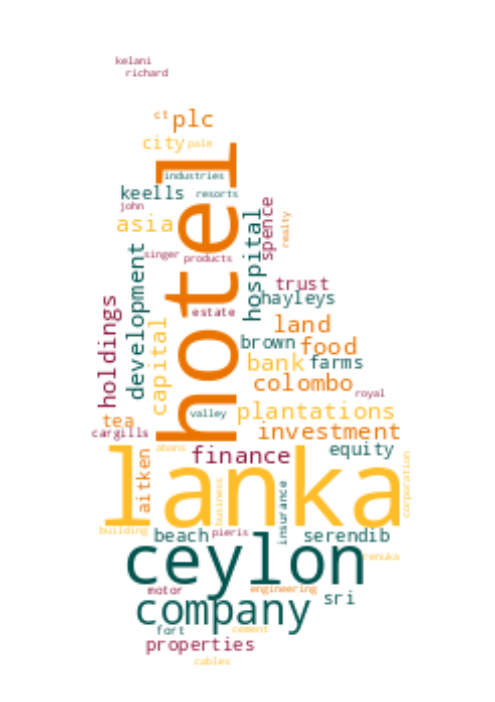 kelani
richard
ct plc
city palm
industries
keells resorts
john
asia
hotel
hospital
spence
realty
singer products
development
holdings
capital
estate
trust
hayleys
land
brown food
bank farms
colombo
royal
valley plantations
tea
cargills
investment
abans finance equity
aitken
lanka
corporation
business
insurance
building beach pieris serendib
ceylon renuka
motor engineering
company sri
fort cement
properties
cables